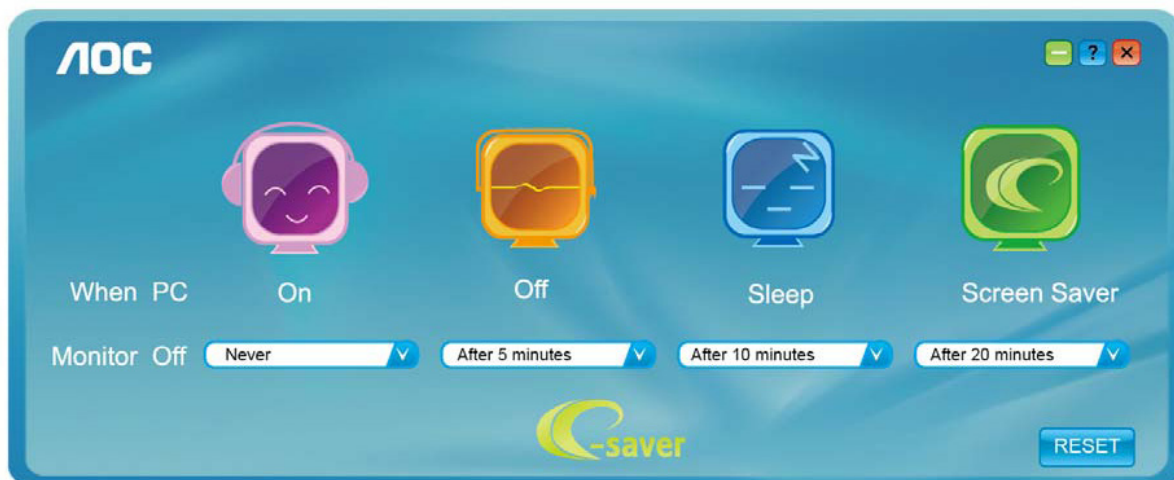 AOC
?
When PC On Off Sleep Screen Saver
Monitor Off Never After 5 minutes After 10 minutes After 20 minutes
e-saver
RESET